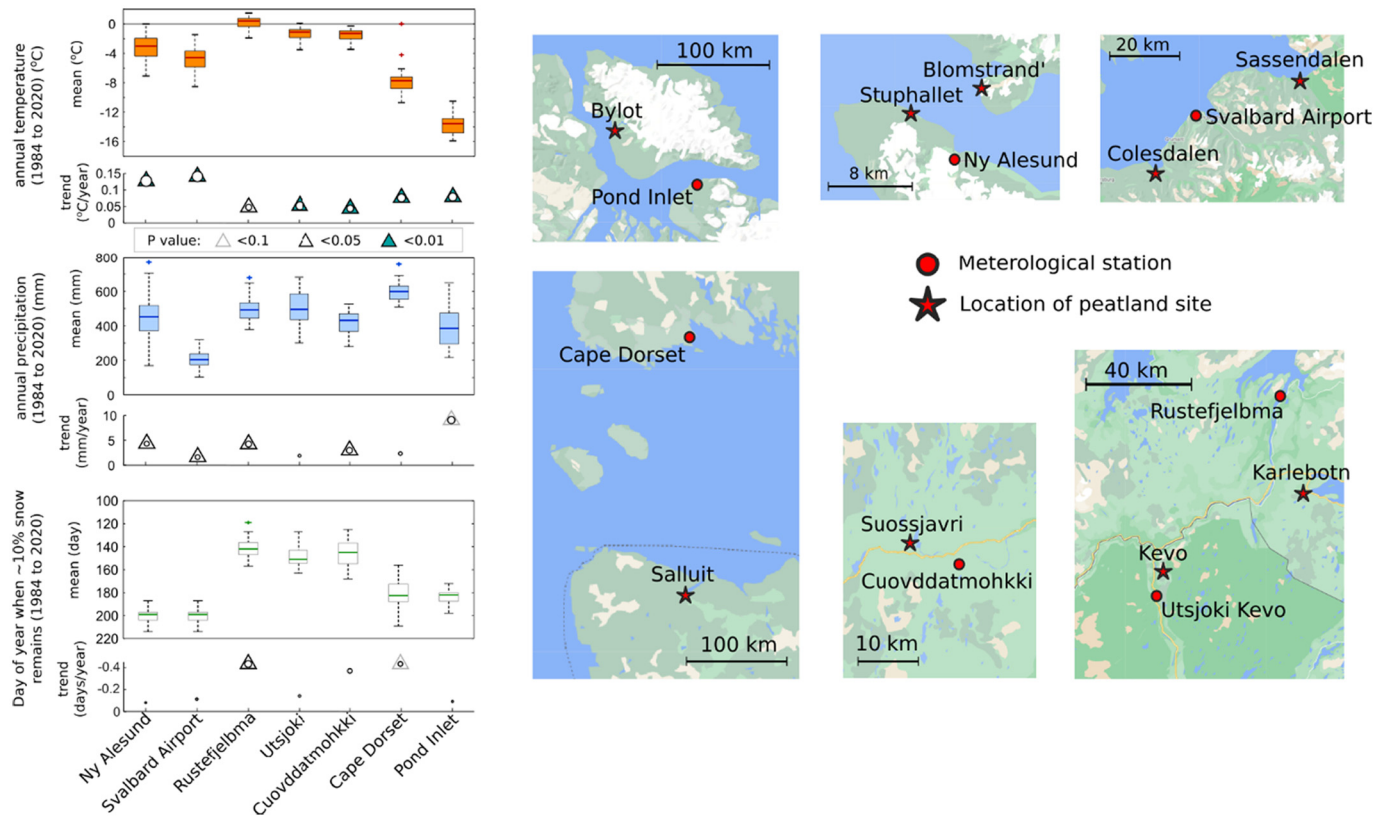 annual temperature
(1984 to 2020) (°C)
mean (°C)
0
-4
-8
-12
-16
trend
(°C/year)
0.15
0.05
0
P value:
<0.1
<0.05
<0.01
annual precipitation
(1984 to 2020) (mm)
mean (mm)
800
600
400
200
0
trend
(mm/year)
10
5
0
Day of year when ~10% snow
remains (1984 to 2020)
mean (day)
100
120
140
160
180
200
220
trend
(days/year)
-0.4
-0.2
0
Ny Alesund
Svalbard Airport
Rustefjelbma
Utsjoki
Cuovddatmohkki
Cape Dorset
Pond Inlet
100 km
Bylot
Pond Inlet
Blomstrand'
Stuphallet
Ny Alesund
8 km
20 km
Sassendalen
Svalbard Airport
Colesdalen
Meterological station
Location of peatland site
Cape Dorset
Salluit
100 km
Suossjavri
Cuovddatmohkki
10 km
40 km
Rustefjelbma
Karlebotn
Kevo
Utsjoki Kevo